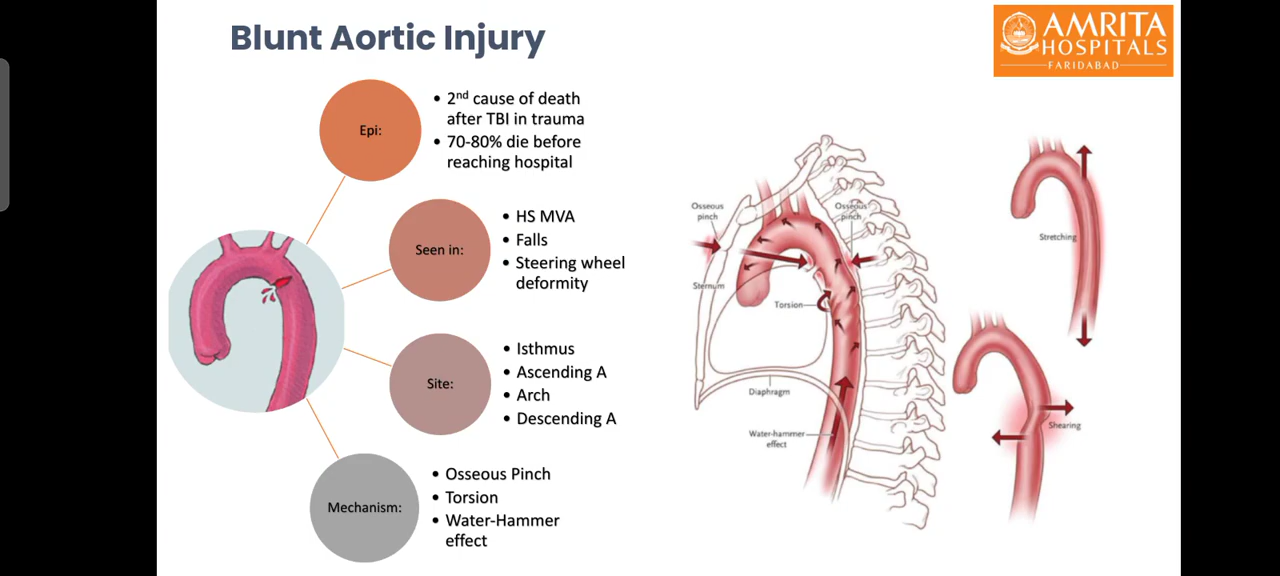 Blunt Aortic Injury
AMRITA
HOSPITALS
FARIDABAD
Epi:
• 2nd cause of death
after TBI in trauma
• 70-80% die before
reaching hospital
Seen in:
• HS MVA
• Falls
• Steering wheel
deformity
Site:
• Isthmus
• Ascending A
• Arch
• Descending A
Mechanism:
• Osseous Pinch
• Torsion
• Water-Hammer
effect
Osseous
pinch
Osseous
pinch
Sternum
Torsion
Diaphragm
Water-hammer
effect
Stretching
Shearing